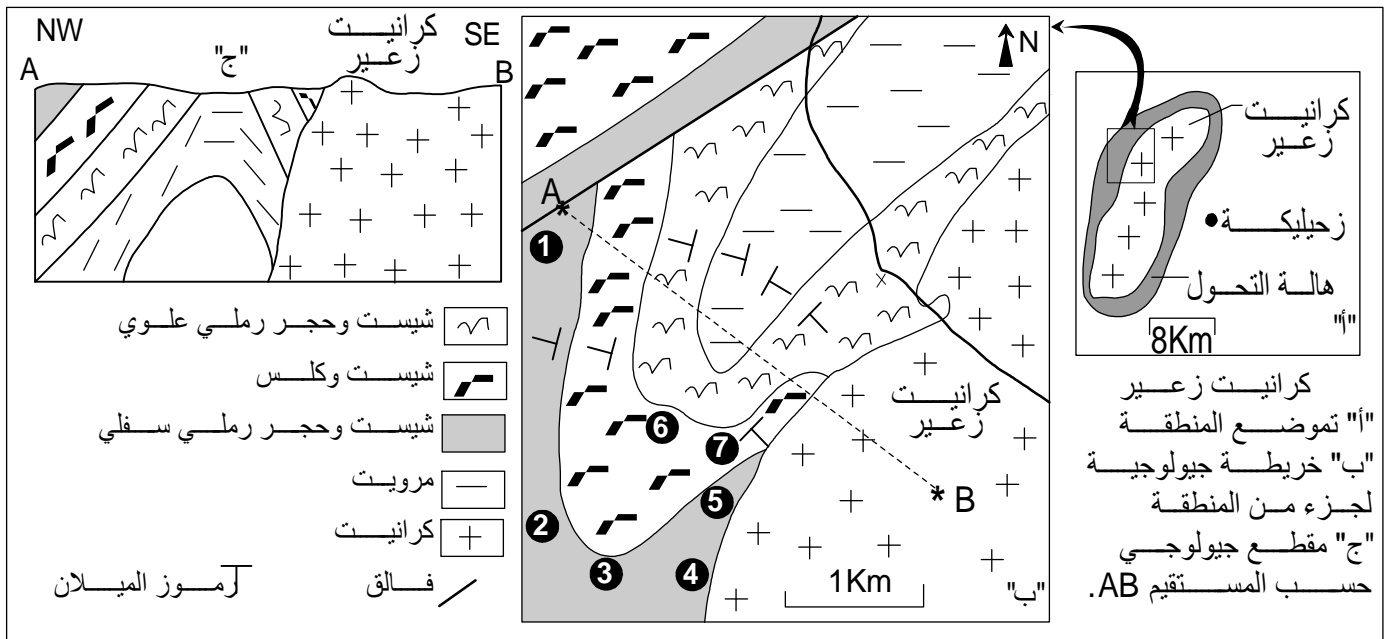 NW
كرانيت
زعير
SE
A
"ج"
B
شيست وحجر رملي علوي
شيست وكلس
شيست وحجر رملي سفلي
مرويت
كرانيت
فالق
رموز الميلان
N
A
1
2
3
4
5
6
7
كرانيت
زعير
B
1Km
"ب"
كرانيت
زعير
زحيليكة
هالة التحول
"أ"
8Km
كرانيت زعير
"أ" تموضع المنطقة
"ب" خريطة جيولوجية
لجزء من المنطقة
"ج" مقطع جيولوجي
حسب المستقيم AB.